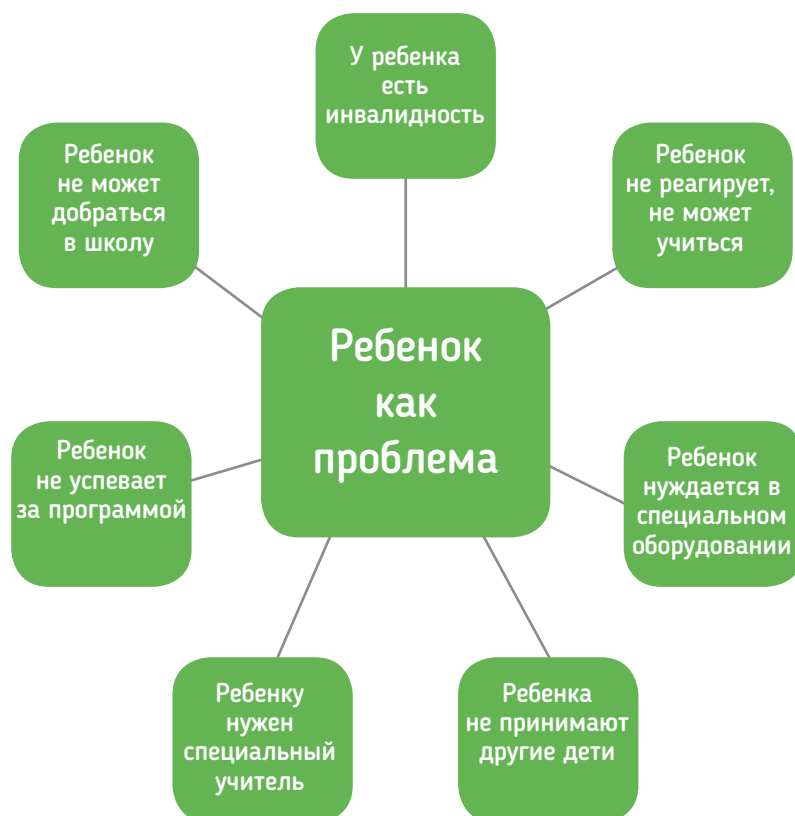 У ребенка
есть
инвалидность
Ребенок
не может
добраться
в школу
Ребенок
не реагирует,
не может
учиться
Ребенок
как
проблема
Ребенок
не успевает
за программой
Ребенок
нуждается в
специальном
оборудовании
Ребенку
нужен
специальный
учитель
Ребенка
не принимают
другие дети